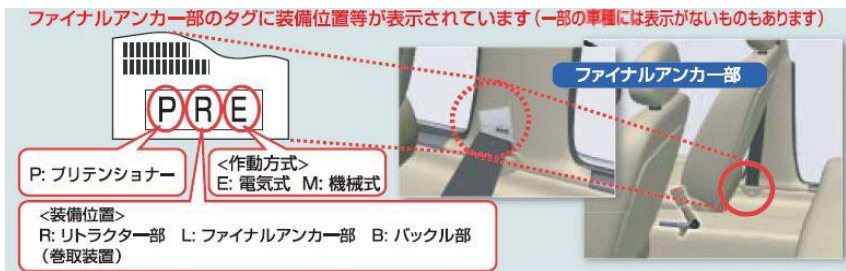 ファイナルアンカー部のタグに装備位置等が表示されています(一部の車種には表示がないものもあります)
ファイナルアンカー部
PRE
P: プリテンショナー
<作動方式>
E: 電気式 M: 機械式
<装備位置>
R: リトラクター部 L: ファイナルアンカー部 B: バックル部
(巻取装置)